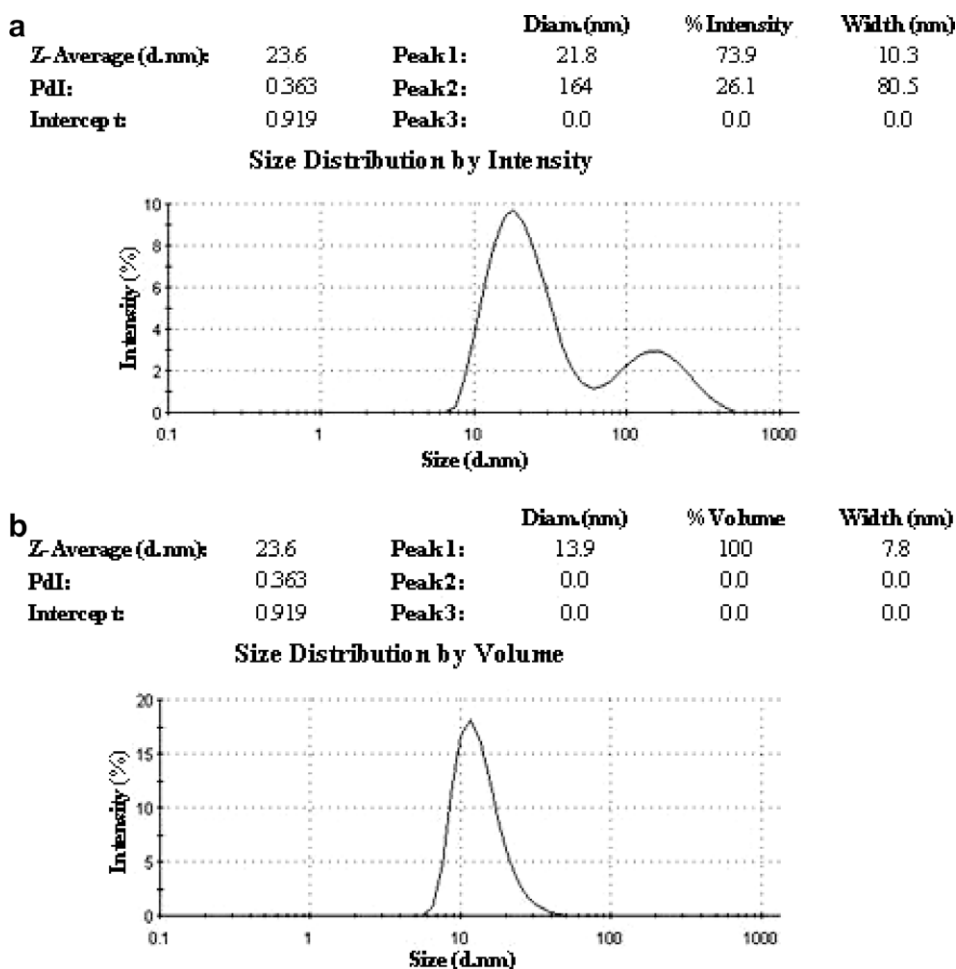 a
Diam.(nm) % Intensity Width (nm)
Z-Average (d.nm): 23.6 Peak 1: 21.8 73.9 10.3
PdI: 0.363 Peak 2: 164 26.1 80.5
Intercept: 0.919 Peak 3: 0.0 0.0 0.0
Size Distribution by Intensity
Intensity (%)
10
8
6
4
2
0
0.1 1 10 100 1000
Size (d.nm)
b
Diam.(nm) % Volume Width (nm)
Z-Average (d.nm): 23.6 Peak 1: 13.9 100 7.8
PdI: 0.363 Peak 2: 0.0 0.0 0.0
Intercept: 0.919 Peak 3: 0.0 0.0 0.0
Size Distribution by Volume
Intensity (%)
20
15
10
5
0
0.1 1 10 100 1000
Size (d.nm)